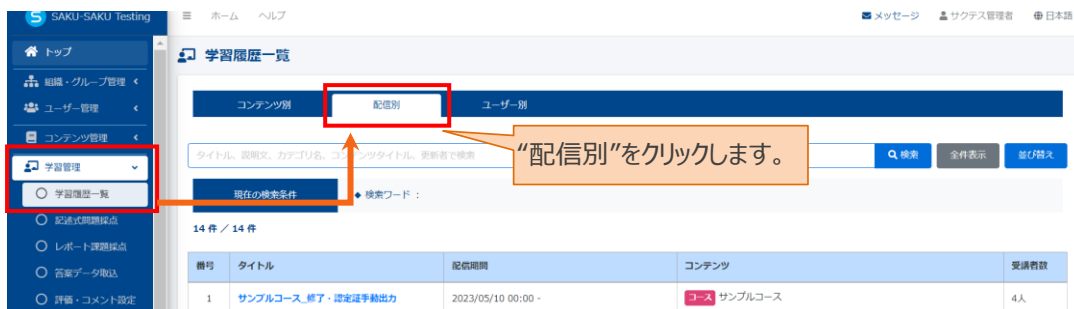 SAKU-SAKU Testing
ホーム ヘルプ
メッセージ サクテス管理者 日本語
トップ
学習履歴一覧
組織・グループ管理
ユーザー管理
コンテンツ管理
学習管理
学習履歴一覧
記述式問題採点
レポート課題採点
答案データ取込
評価・コメント設定
コンテンツ別 配信別 ユーザー別
タイトル、説明文、カテゴリ名、コンテンツタイトル、更新者で検索
検索 全件表示 並び替え
“配信別”をクリックします。
現在の検索条件 ◆ 検索ワード :
14 件 / 14 件
番号 タイトル 配信期間 コンテンツ 受講者数
1 サンプルコース_修了・認定証手動出力 2023/05/10 00:00 - コース サンプルコース 4人